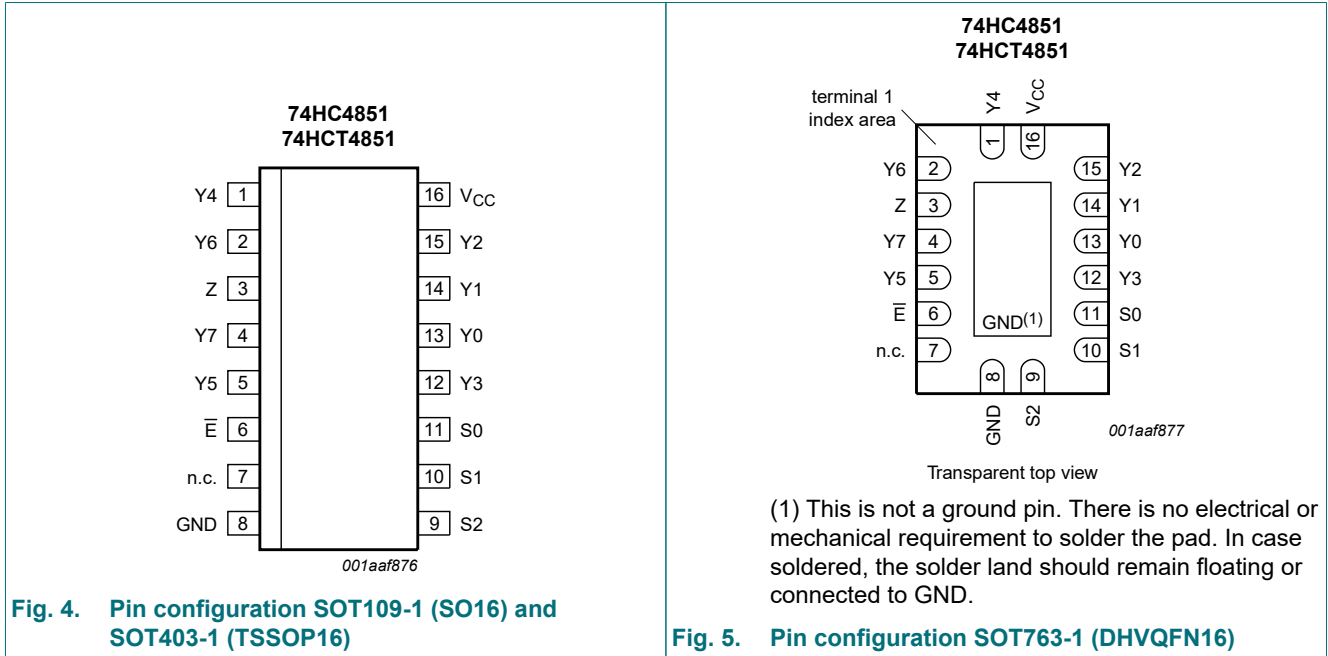 74HC4851
74HCT4851
Y4 1
16 VCC
Y6 2
15 Y2
Z 3
14 Y1
Y7 4
13 Y0
Y5 5
12 Y3
E̅ 6
11 S0
n.c. 7
10 S1
GND 8
9 S2
001aaf876
Fig. 4. Pin configuration SOT109-1 (SO16) and
SOT403-1 (TSSOP16)
74HC4851
74HCT4851
terminal 1
index area
Y4
VCC
1
16
Y6 2
15 Y2
Z 3
14 Y1
Y7 4
13 Y0
Y5 5
12 Y3
E̅ 6
11 S0
GND(1)
n.c. 7
10 S1
8
9
GND
S2
001aaf877
Transparent top view
(1) This is not a ground pin. There is no electrical or
mechanical requirement to solder the pad. In case
soldered, the solder land should remain floating or
connected to GND.
Fig. 5. Pin configuration SOT763-1 (DHVQFN16)